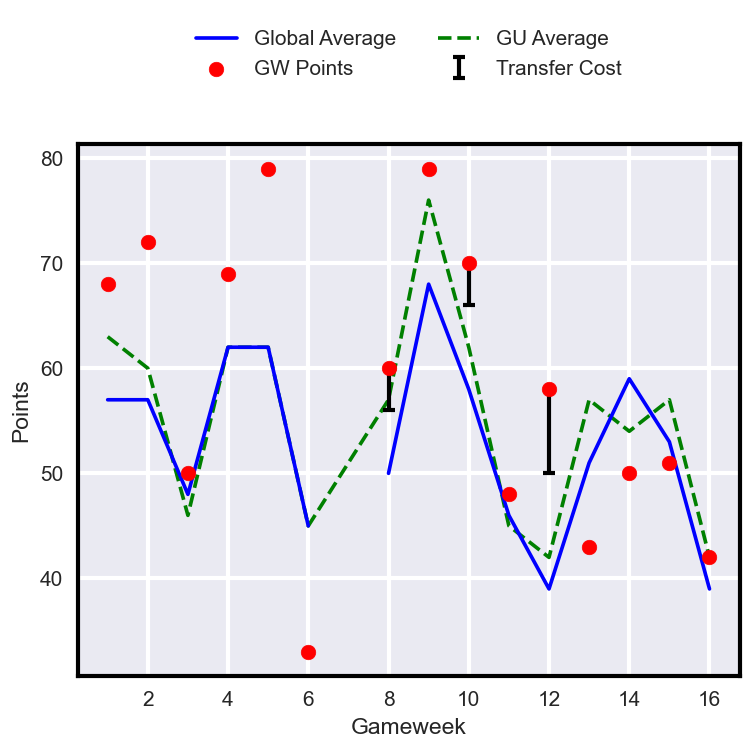 Global Average
GU Average
GW Points
Transfer Cost
80
70
60
50
40
Points
2 4 6 8 10 12 14 16
Gameweek